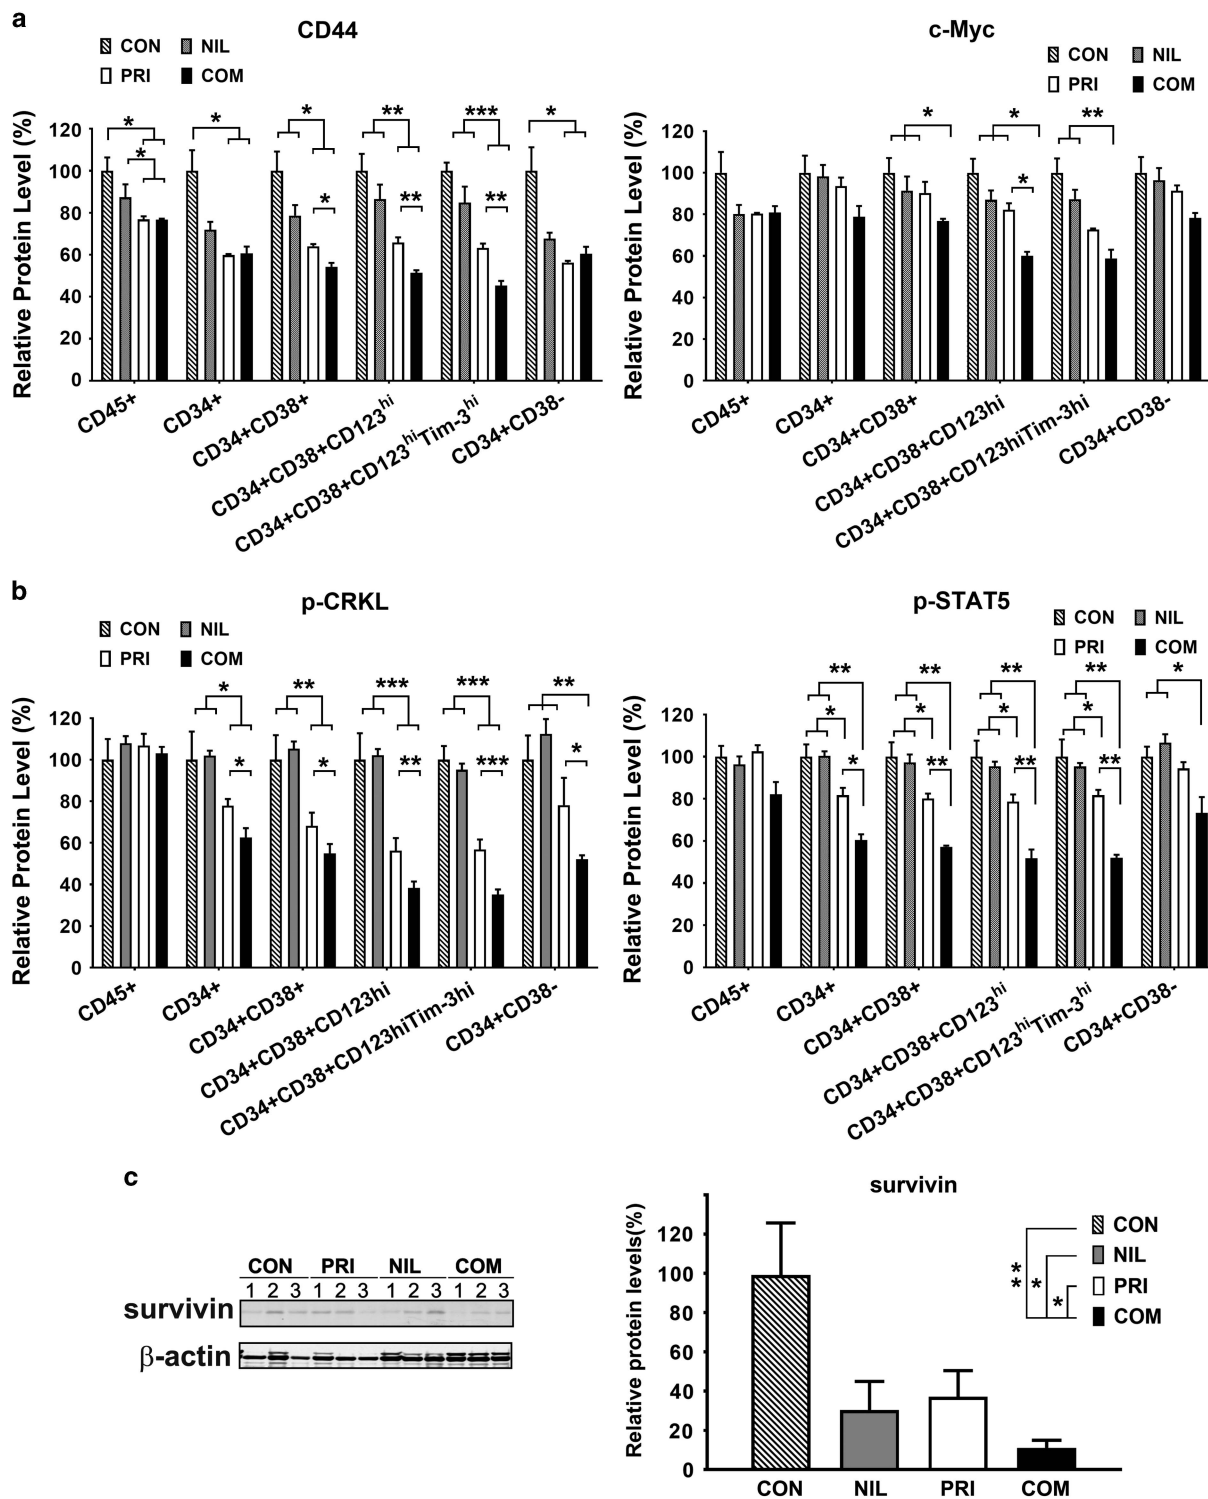 a
CD44
CON NIL
PRI COM
Relative Protein Level (%)
120
100
80
60
40
20
0
* * * ** *** *
* * ** **
CD45+
CD34+
CD34+CD38+
CD34+CD38+CD123hi
CD34+CD38+CD123hiTim-3hi
CD34+CD38-
c-Myc
CON NIL
PRI COM
Relative Protein Level (%)
120
100
80
60
40
20
0
* * **
*
CD45+
CD34+
CD34+CD38+
CD34+CD38+CD123hi
CD34+CD38+CD123hiTim-3hi
CD34+CD38-
b
p-CRKL
CON NIL
PRI COM
Relative Protein Level (%)
120
100
80
60
40
20
0
* ** *** *** **
* * ** *** *
CD45+
CD34+
CD34+CD38+
CD34+CD38+CD123hi
CD34+CD38+CD123hiTim-3hi
CD34+CD38-
p-STAT5
CON NIL
PRI COM
Relative Protein Level (%)
120
100
80
60
40
20
0
** ** ** ** *
* * * *
* ** ** **
CD45+
CD34+
CD34+CD38+
CD34+CD38+CD123hi
CD34+CD38+CD123hiTim-3hi
CD34+CD38-
c
CON PRI NIL COM
1 2 3 1 2 3 1 2 3 1 2 3
survivin
β-actin
survivin
Relative protein levels(%)
120
100
80
60
40
20
0
CON
NIL
PRI
COM
** * *
CON NIL PRI COM